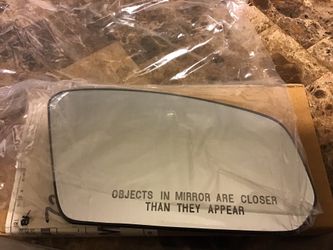 OBJECTS IN MIRROR ARE CLOSER
THAN THEY APPEAR